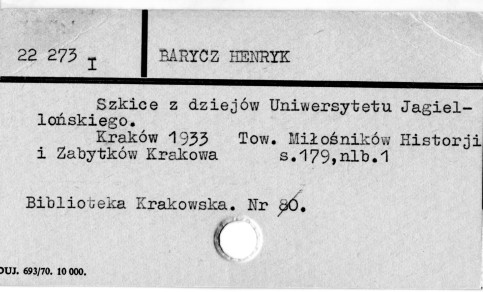 22 273 I BARYCZ HENRYK
Szkice z dziejów Uniwersytetu Jagiel-
lońskiego.
Kraków 1933 Tow. Miłośników Historji
i Zabytków Krakowa s.179,nlb.1
Biblioteka Krakowska. Nr 80.
DUJ. 693/70. 10 000.